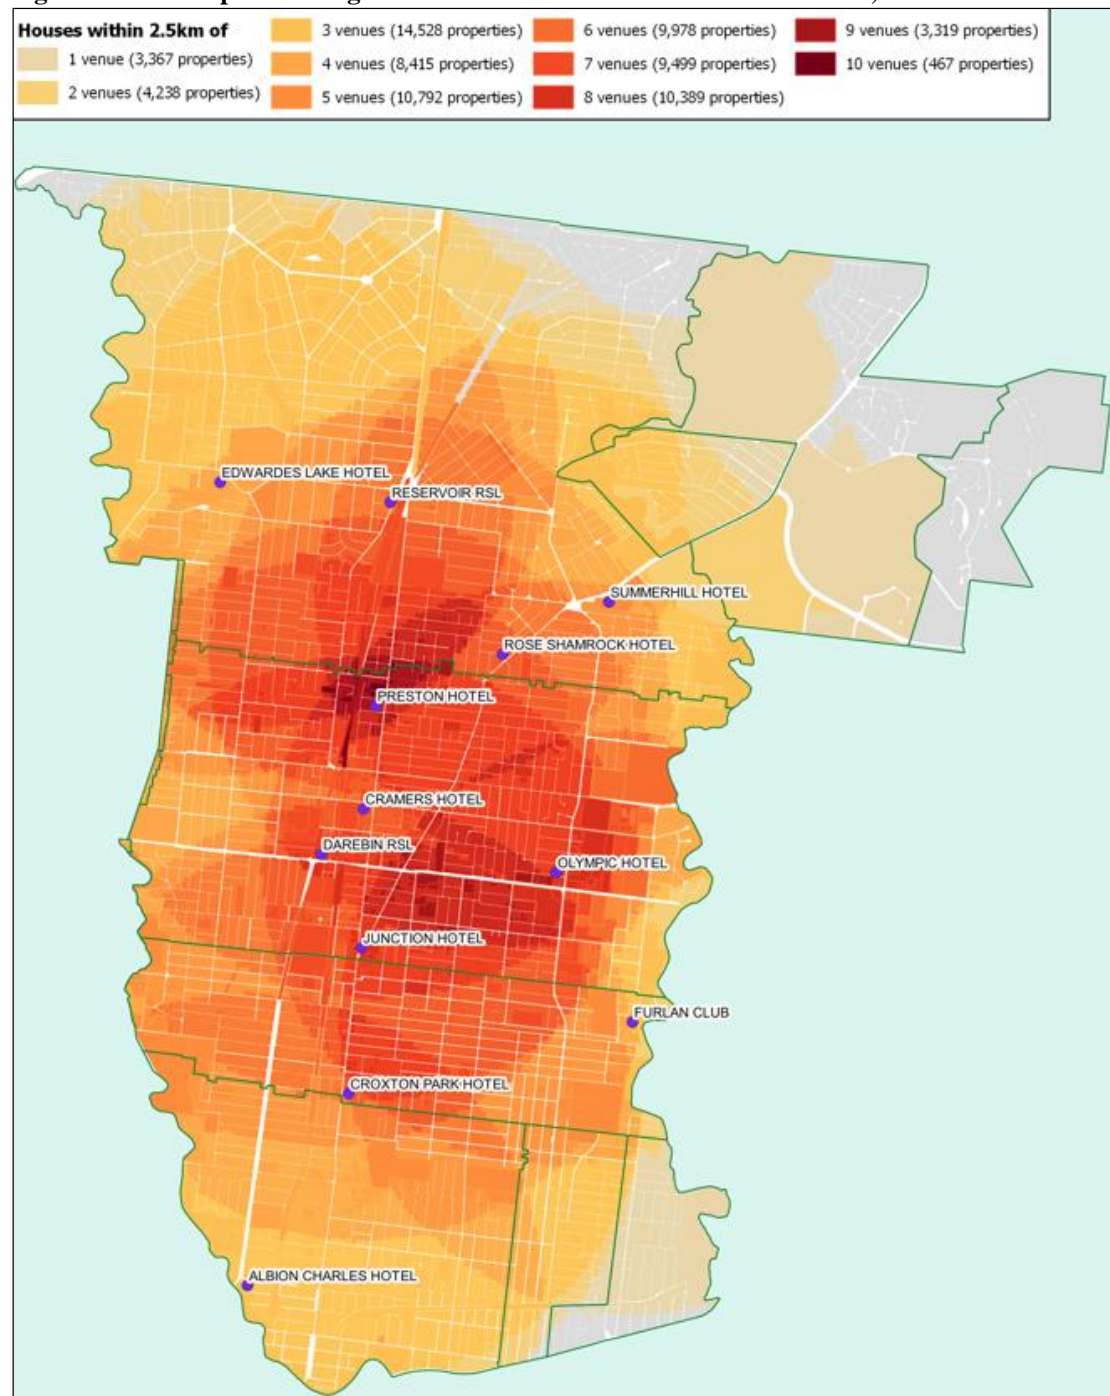 Houses within 2.5km of
1 venue (3,367 properties)
2 venues (4,238 properties)
3 venues (14,528 properties)
4 venues (8,415 properties)
5 venues (10,792 properties)
6 venues (9,978 properties)
7 venues (9,499 properties)
8 venues (10,389 properties)
9 venues (3,319 properties)
10 venues (467 properties)
EDWARDES LAKE HOTEL
RESERVOIR RSL
SUMMERHILL HOTEL
ROSE SHAMROCK HOTEL
PRESTON HOTEL
CRAMERS HOTEL
DAREBIN RSL
OLYMPIC HOTEL
JUNCTION HOTEL
FURLAN CLUB
CROXTON PARK HOTEL
ALBION CHARLES HOTEL